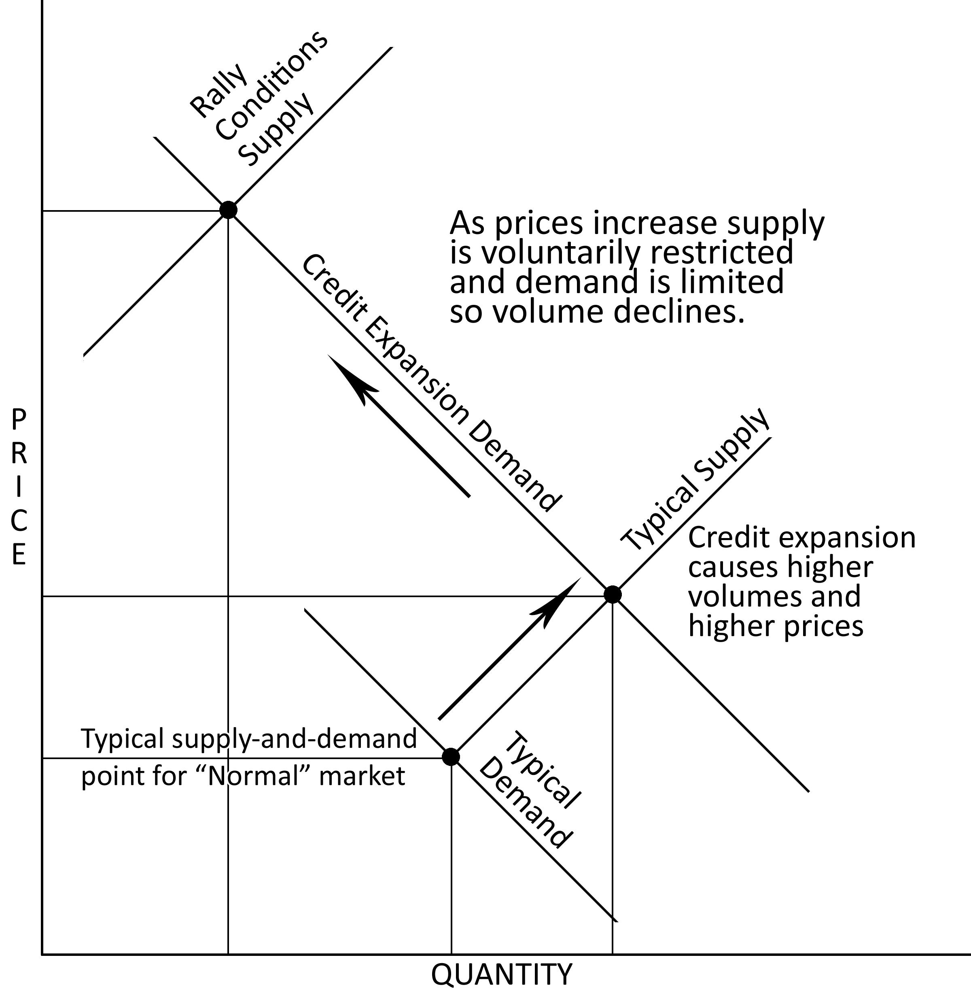 Rally
Conditions
Supply
As prices increase supply
is voluntarily restricted
and demand is limited
so volume declines.
Credit Expansion Demand
PRICE
Typical Supply
Credit expansion
causes higher
volumes and
higher prices
Typical supply-and-demand
point for “Normal” market
Typical
Demand
QUANTITY